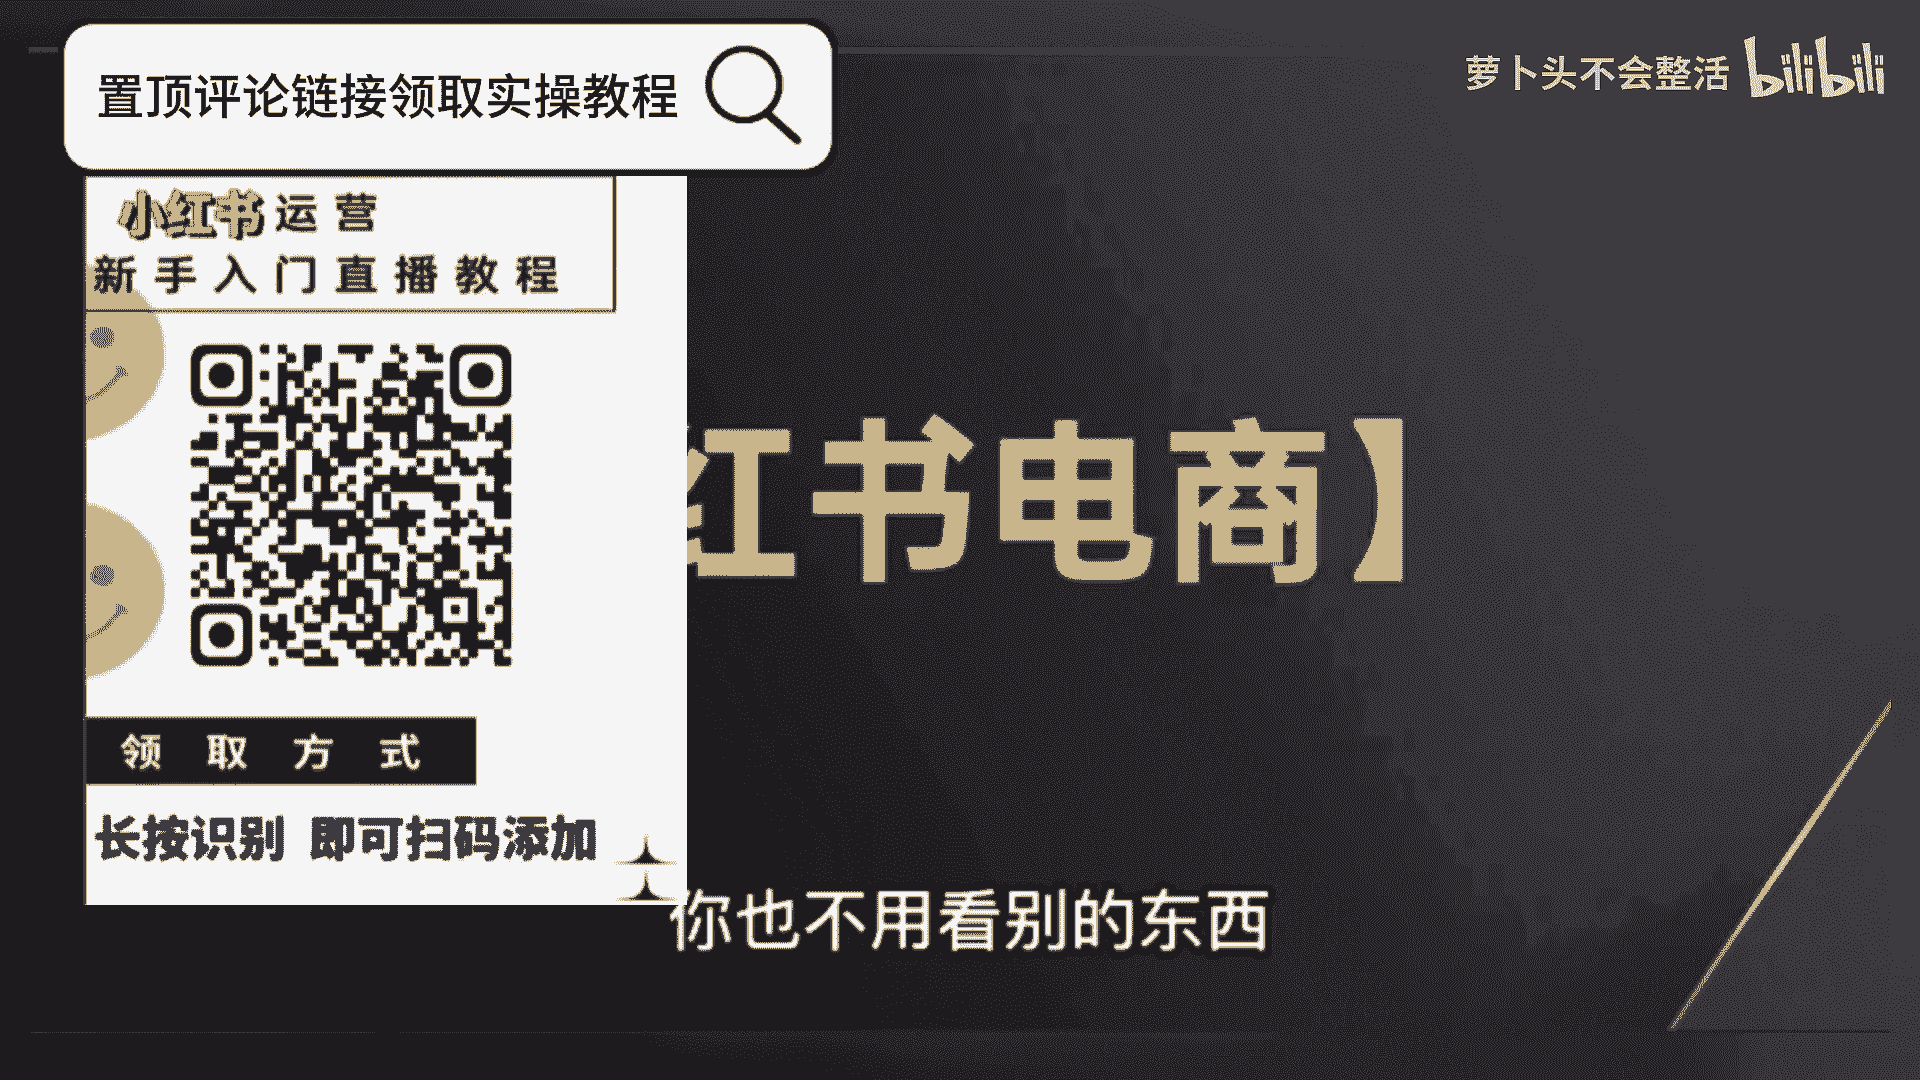 置顶评论链接领取实操教程
萝卜头不会整活 bilibili
小红书运营
新手入门直播教程
红书电商】
领取方式
长按识别 即可扫码添加
你也不用看别的东西